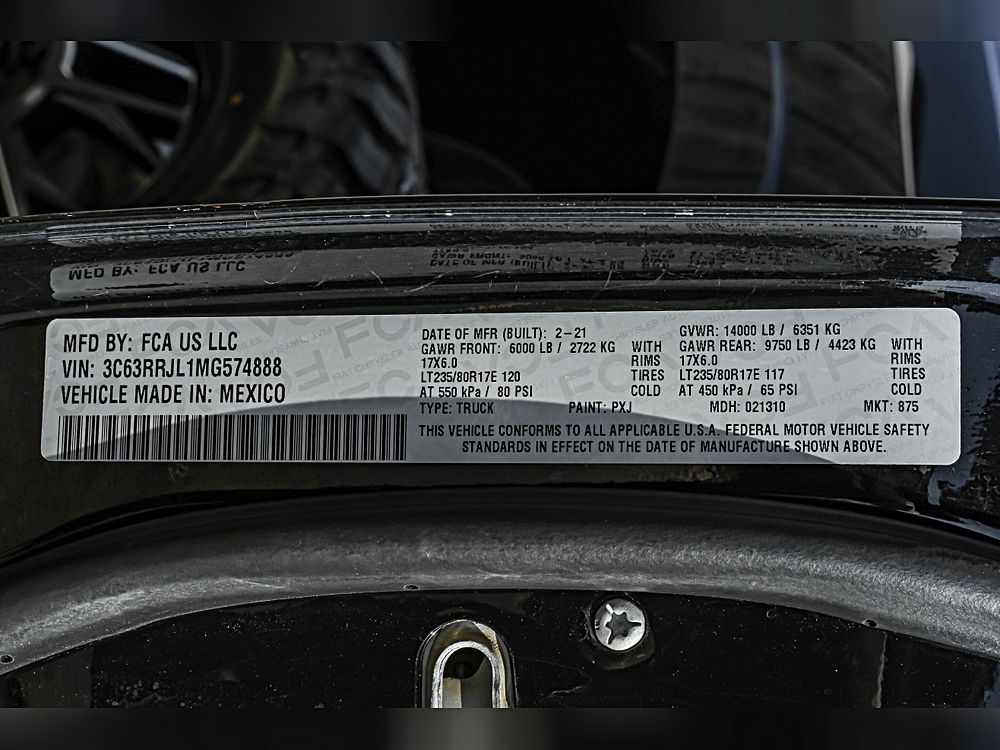 MFD BY: FCA US LLC
VIN: 3C63RRJL1MG574888
VEHICLE MADE IN: MEXICO
DATE OF MFR (BUILT): 2-21
GAWR FRONT: 6000 LB / 2722 KG WITH
17X6.0 RIMS
LT235/80R17E 120 TIRES
AT 550 kPa / 80 PSI COLD
GVWR: 14000 LB / 6351 KG
GAWR REAR: 9750 LB / 4423 KG WITH
17X6.0 RIMS
LT235/80R17E 117 TIRES
AT 450 kPa / 65 PSI COLD
TYPE: TRUCK PAINT: PXJ MDH: 021310 MKT: 875
THIS VEHICLE CONFORMS TO ALL APPLICABLE U.S.A. FEDERAL MOTOR VEHICLE SAFETY
STANDARDS IN EFFECT ON THE DATE OF MANUFACTURE SHOWN ABOVE.